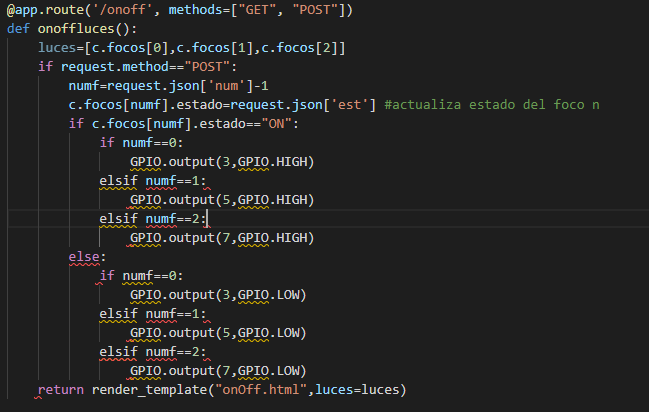 @app.route('/onoff', methods=["GET", "POST"])
def onoffluces():
    luces=[c.focos[0],c.focos[1],c.focos[2]]
    if request.method=="POST":
        numf=request.json['num']-1
        c.focos[numf].estado=request.json['est'] #actualiza estado del foco n
        if c.focos[numf].estado=="ON":
            if numf==0:
                GPIO.output(3,GPIO.HIGH)
            elsif numf==1:
                GPIO.output(5,GPIO.HIGH)
            elsif numf==2:
                GPIO.output(7,GPIO.HIGH)
        else:
            if numf==0:
                GPIO.output(3,GPIO.LOW)
            elsif numf==1:
                GPIO.output(5,GPIO.LOW)
            elsif numf==2:
                GPIO.output(7,GPIO.LOW)
    return render_template("onOff.html",luces=luces)